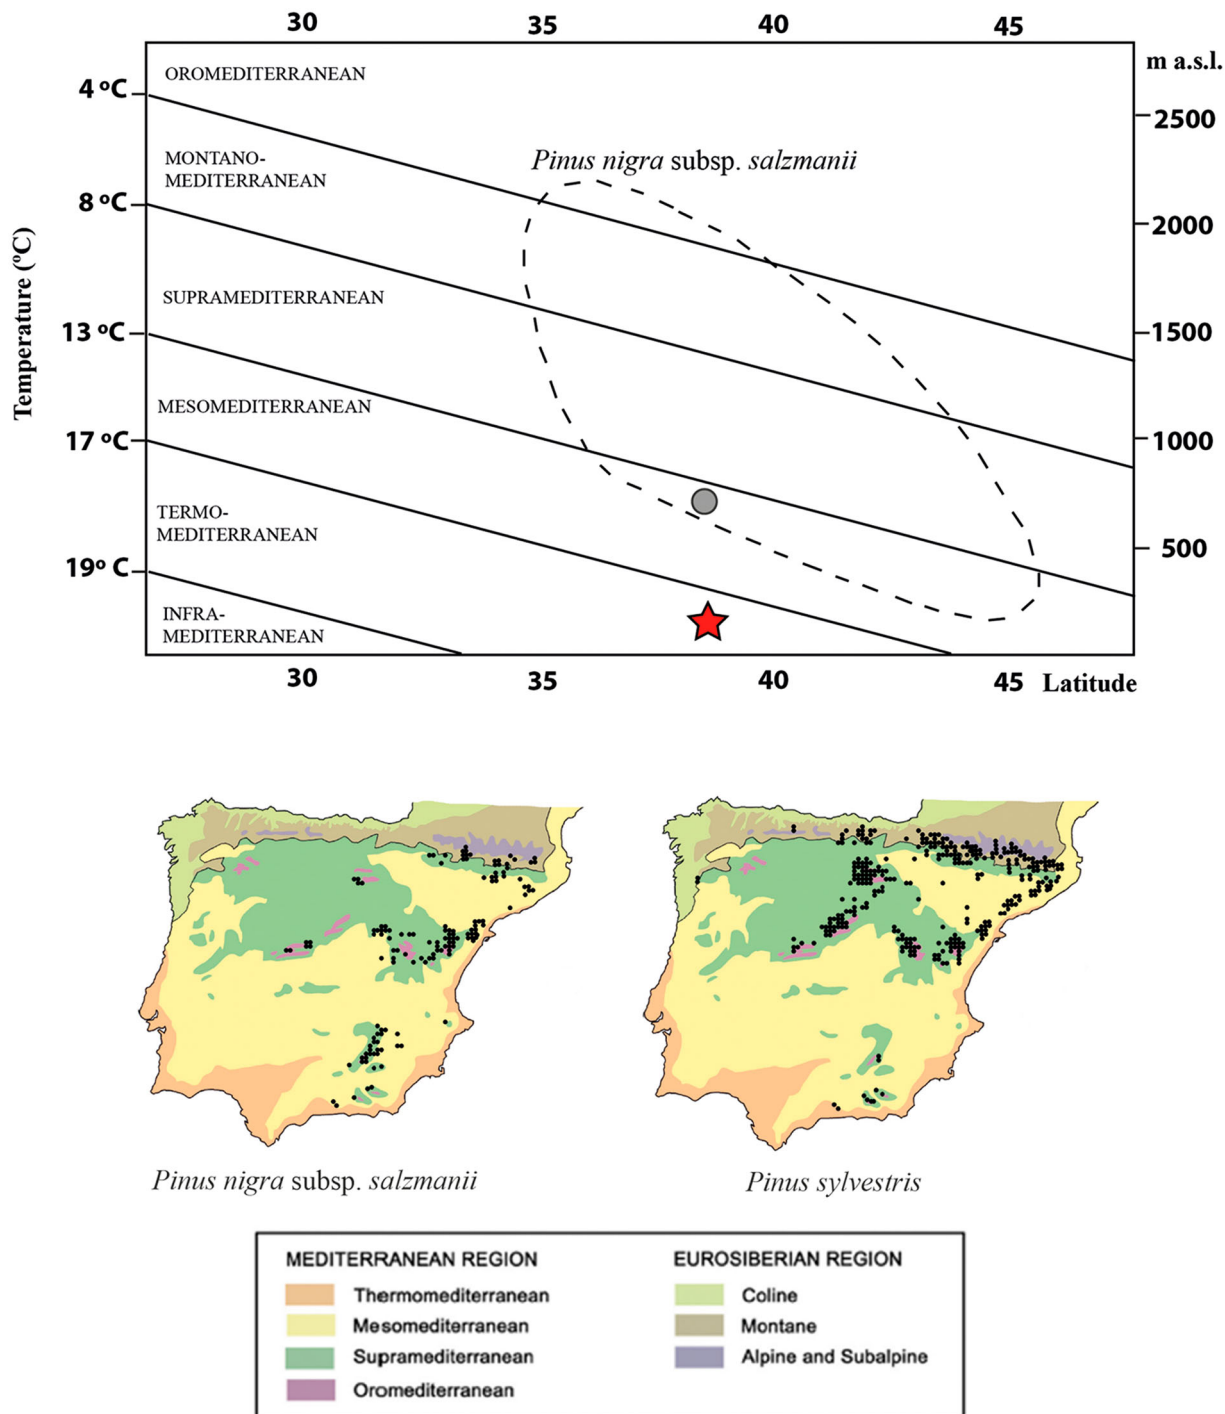 30 35 40 45
m a.s.l.
OROMEDITERRANEAN
4 ºC
2500
Pinus nigra subsp. salzmanii
MONTANO-
MEDITERRANEAN
8 ºC
2000
Temperature (ºC)
SUPRAMEDITERRANEAN
13 ºC
1500
MESOMEDITERRANEAN
17 ºC
1000
TERMO-
MEDITERRANEAN
500
19º C
INFRA-
MEDITERRANEAN
30 35 40 45 Latitude
Pinus nigra subsp. salzmanii
Pinus sylvestris
MEDITERRANEAN REGION
Thermomediterranean
Mesomediterranean
Supramediterranean
Oromediterranean
EUROSIBERIAN REGION
Coline
Montane
Alpine and Subalpine